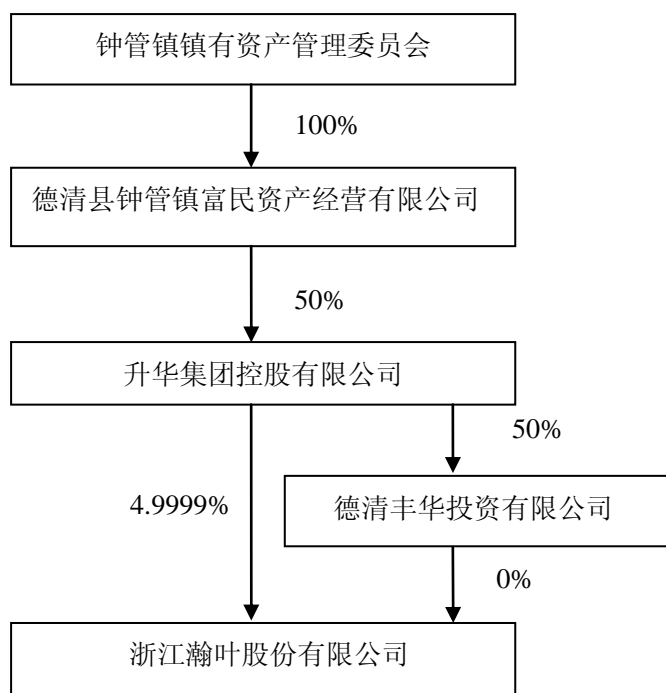 钟管镇镇有资产管理委员会
100%
德清县钟管镇富民资产经营有限公司
50%
升华集团控股有限公司
50%
4.9999%
德清丰华投资有限公司
0%
浙江瀚叶股份有限公司